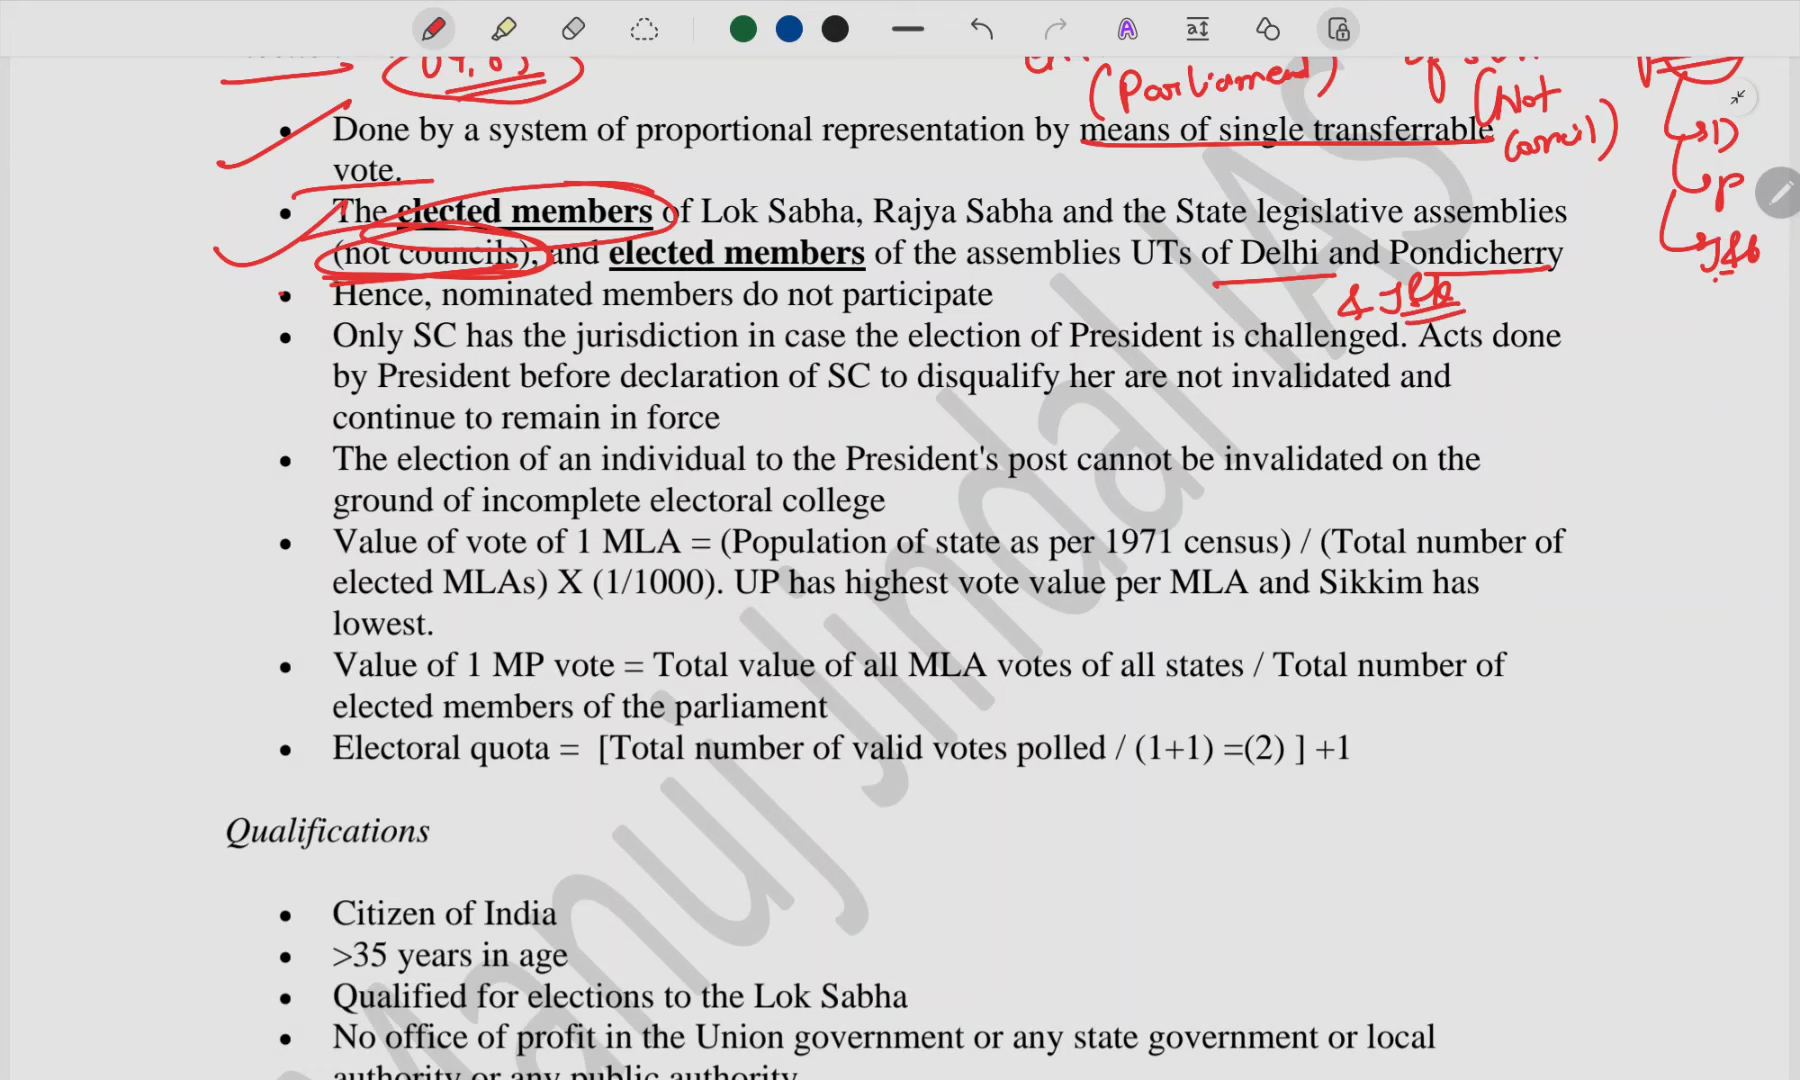 (Parliament)
(Not
Council)
D
P
J&K
Done by a system of proportional representation by means of single transferrable
vote.
The elected members of Lok Sabha, Rajya Sabha and the State legislative assemblies
(not councils), and elected members of the assemblies UTs of Delhi and Pondicherry
& J&K
Hence, nominated members do not participate
Only SC has the jurisdiction in case the election of President is challenged. Acts done
by President before declaration of SC to disqualify her are not invalidated and
continue to remain in force
The election of an individual to the President's post cannot be invalidated on the
ground of incomplete electoral college
Value of vote of 1 MLA = (Population of state as per 1971 census) / (Total number of
elected MLAs) X (1/1000). UP has highest vote value per MLA and Sikkim has
lowest.
Value of 1 MP vote = Total value of all MLA votes of all states / Total number of
elected members of the parliament
Electoral quota = [Total number of valid votes polled / (1+1) =(2) ] +1
Qualifications
Citizen of India
>35 years in age
Qualified for elections to the Lok Sabha
No office of profit in the Union government or any state government or local
authority or any public authority
Manuj Jindal IAS